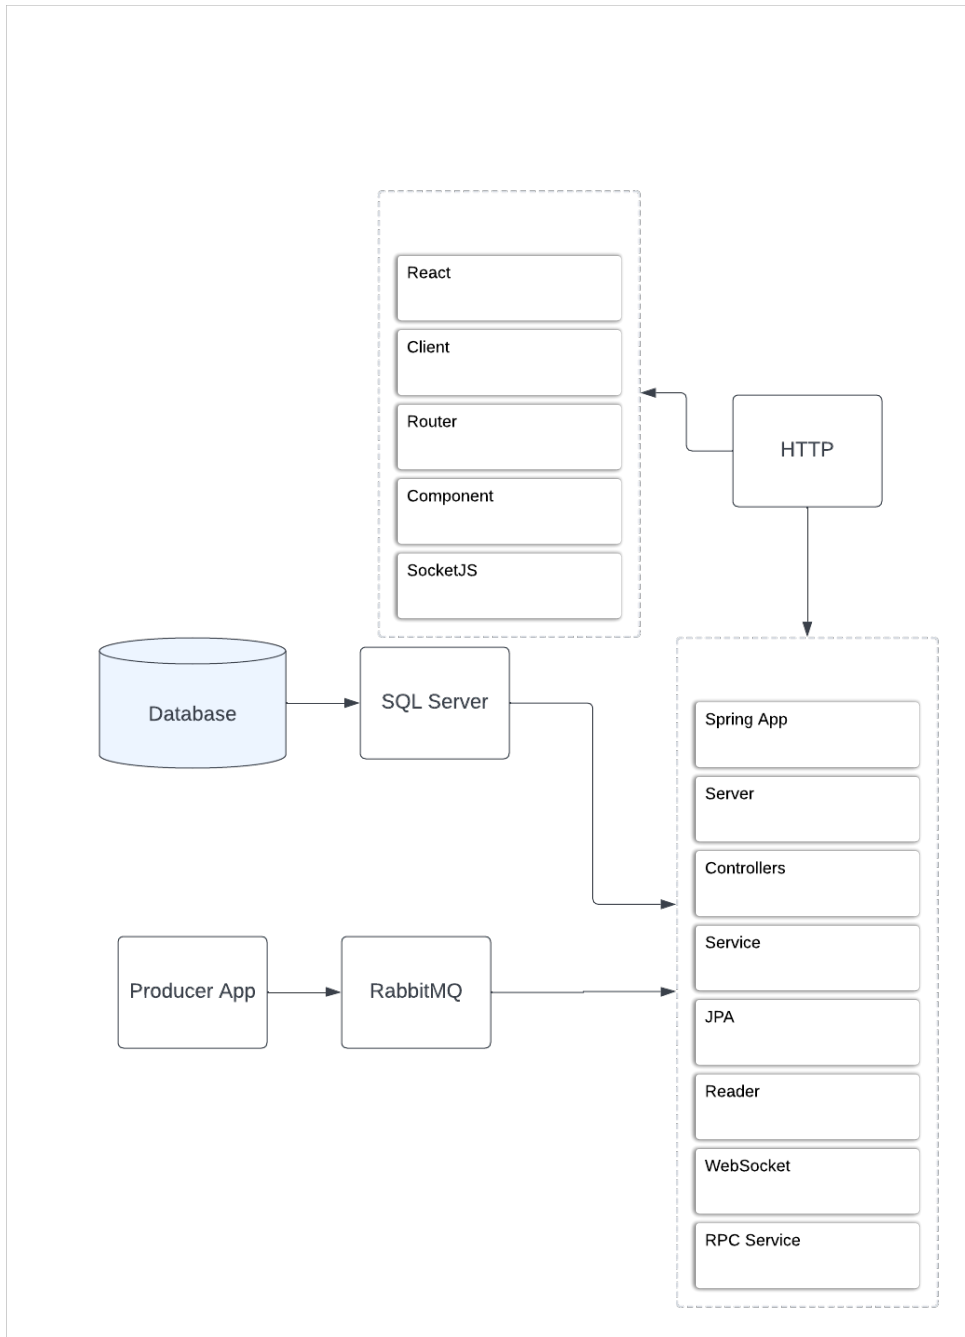 React
Client
Router
Component
SocketJS
HTTP
Database
SQL Server
Producer App
RabbitMQ
Spring App
Server
Controllers
Service
JPA
Reader
WebSocket
RPC Service